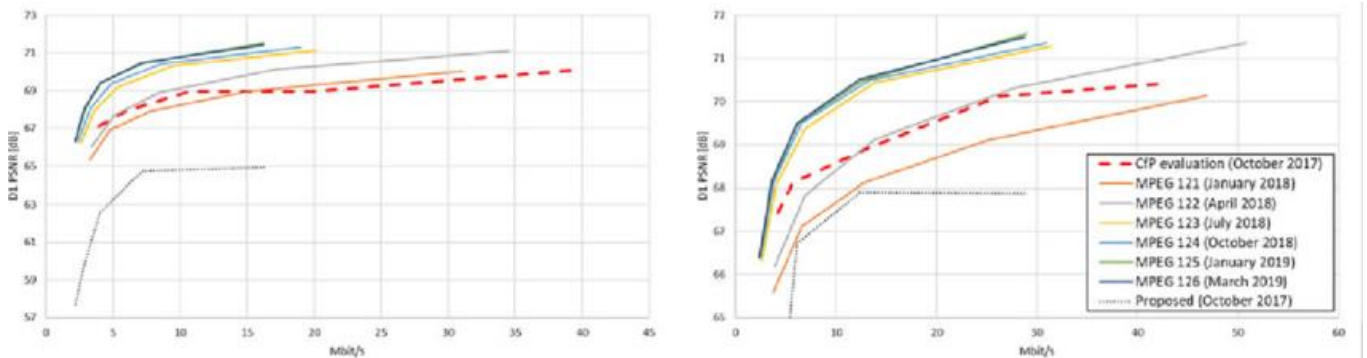 73
71
69
67
65
63
61
59
57
D1 PSNR [dB]
0 5 10 15 20 25 30 35 40 45
Mbit/s
72
71
70
69
68
67
66
65
D1 PSNR [dB]
0 10 20 30 40 50 60
Mbit/s
CfP evaluation (October 2017)
MPEG 121 (January 2018)
MPEG 122 (April 2018)
MPEG 123 (July 2018)
MPEG 124 (October 2018)
MPEG 125 (January 2019)
MPEG 126 (March 2019)
Proposed (October 2017)